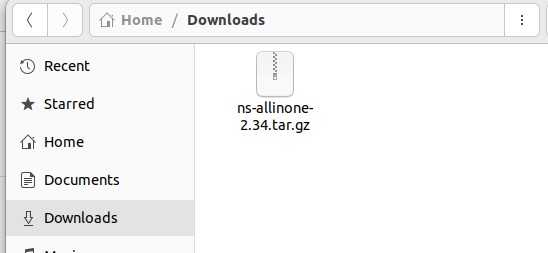 Home / Downloads
Recent
Starred
Home
Documents
Downloads
ns-allinone-
2.34.tar.gz